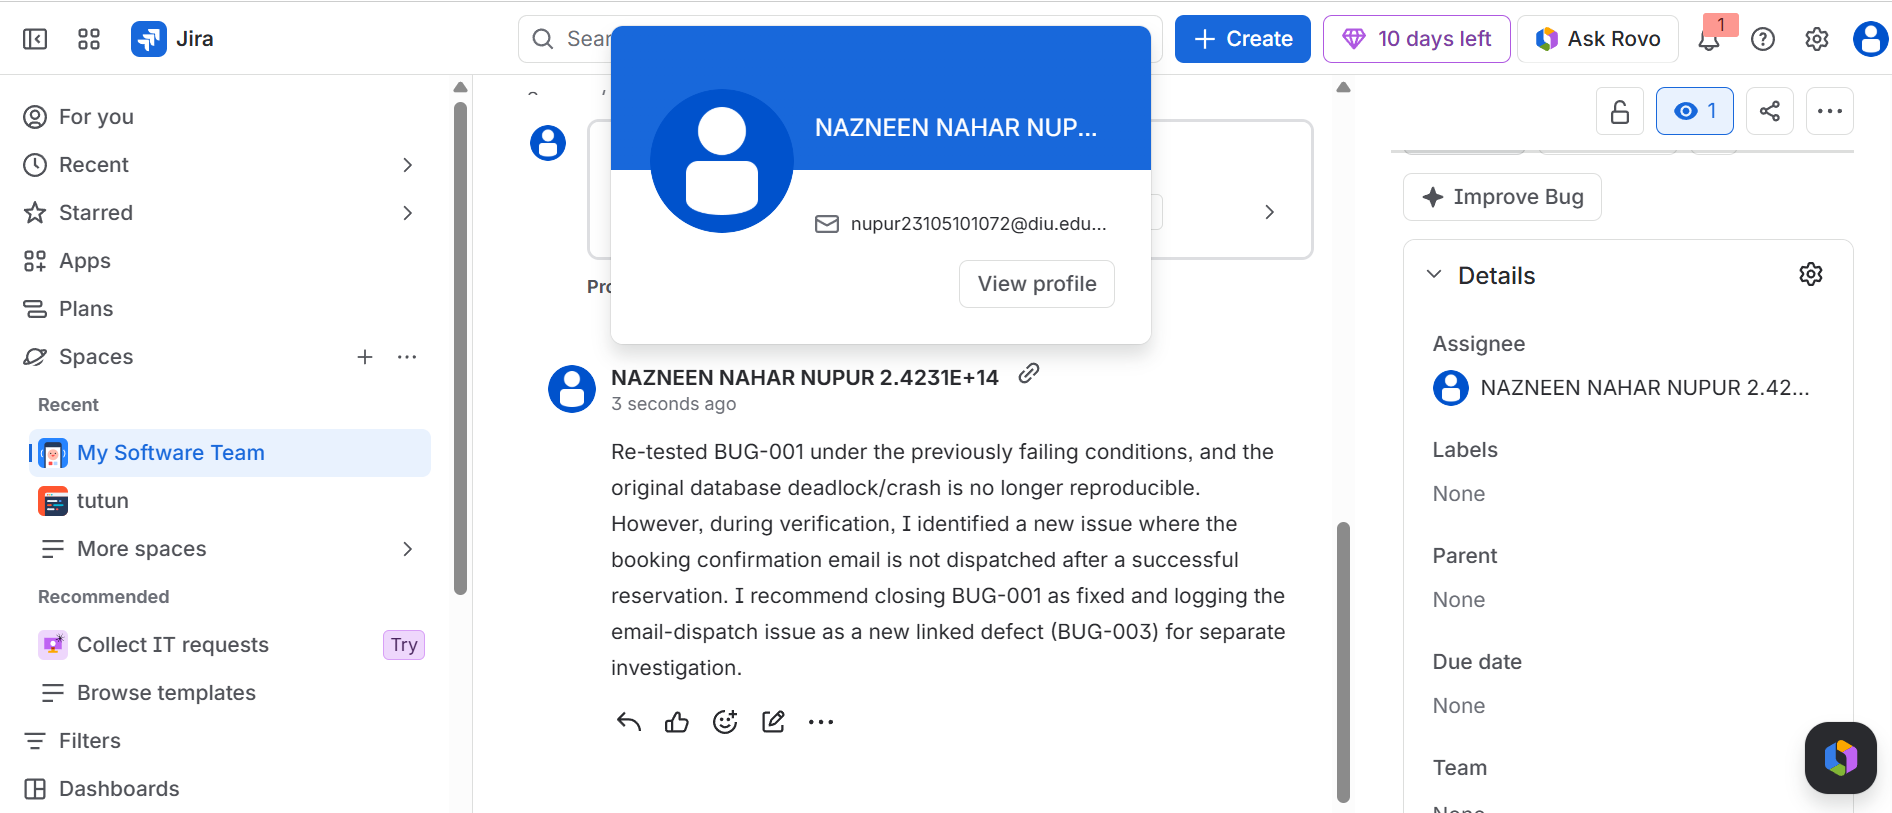 Jira
Create
10 days left
Ask Rovo
1
For you
Recent
Starred
Apps
Plans
Spaces
Recent
My Software Team
tutun
More spaces
Recommended
Collect IT requests
Try
Browse templates
Filters
Dashboards
NAZNEEN NAHAR NUP...
nupur23105101072@diu.edu...
View profile
NAZNEEN NAHAR NUPUR 2.4231E+14
3 seconds ago
Re-tested BUG-001 under the previously failing conditions, and the
original database deadlock/crash is no longer reproducible.
However, during verification, I identified a new issue where the
booking confirmation email is not dispatched after a successful
reservation. I recommend closing BUG-001 as fixed and logging the
email-dispatch issue as a new linked defect (BUG-003) for separate
investigation.
1
Improve Bug
Details
Assignee
NAZNEEN NAHAR NUPUR 2.42...
Labels
None
Parent
None
Due date
None
Team